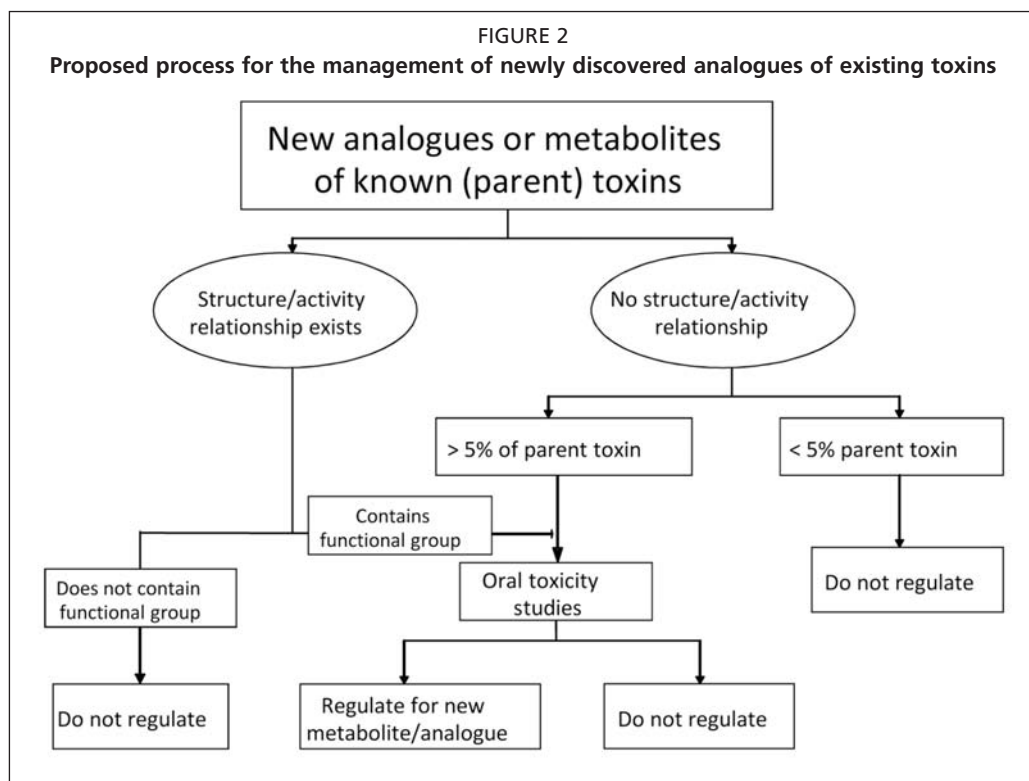 FIGURE 2
Proposed process for the management of newly discovered analogues of existing toxins
New analogues or metabolites
of known (parent) toxins
Structure/activity
relationship exists
No structure/activity
relationship
> 5% of parent toxin
< 5% parent toxin
Contains
functional group
Does not contain
functional group
Oral toxicity
studies
Do not regulate
Do not regulate
Regulate for new
metabolite/analogue
Do not regulate